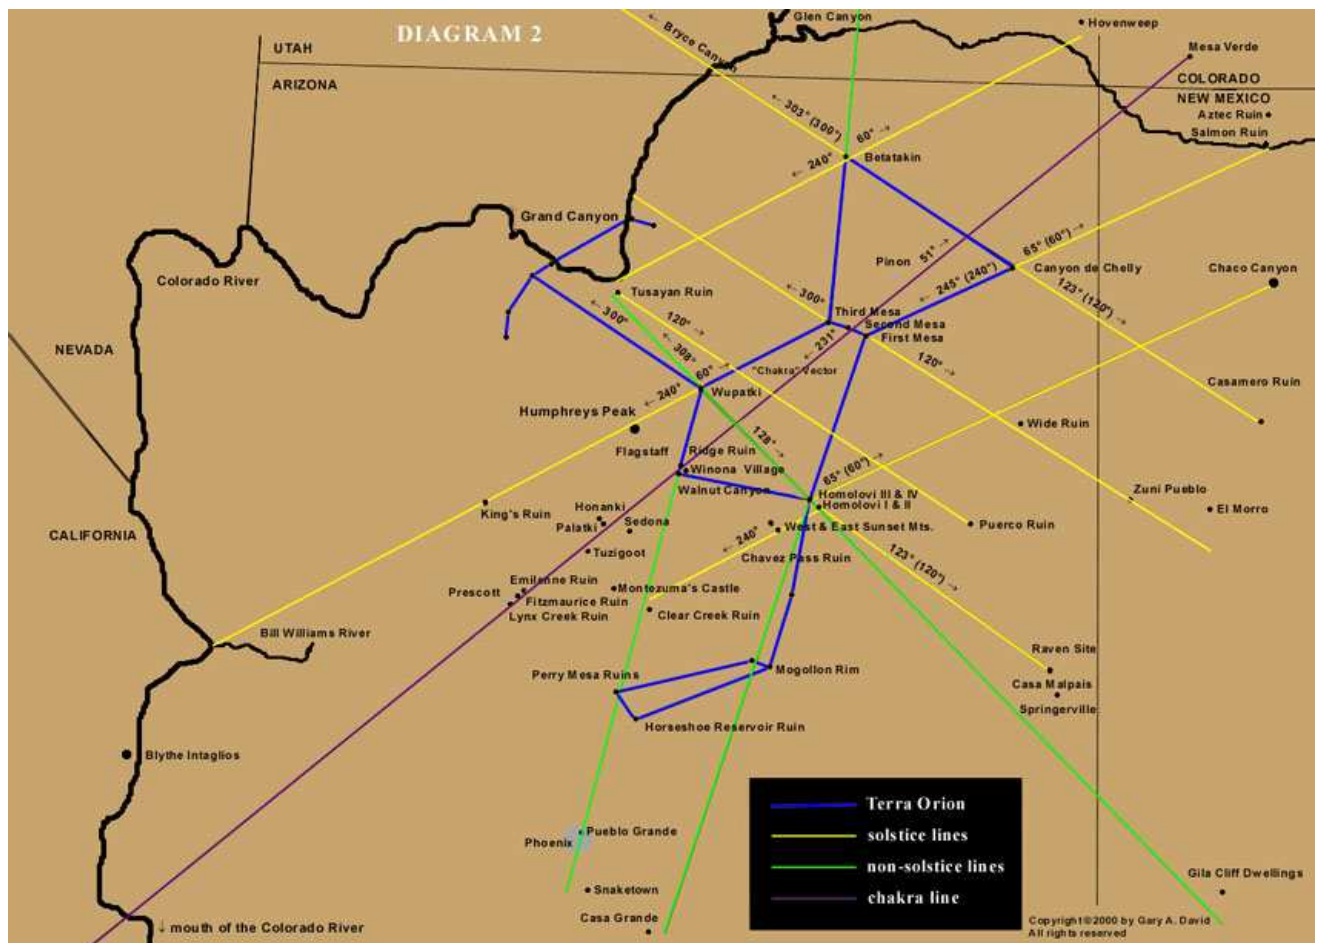 DIAGRAM 2
Glen Canyon
Hovenweep
Bryce Canyon
UTAH
Mesa Verde
ARIZONA
COLORADO
NEW MEXICO
Aztec Ruin
Salmon Ruin
← 303° (300°)
60° →
← 240°
Betatakin
Grand Canyon
Colorado River
Pinon
51° →
65° (60°) →
← 245° (240°)
Canyon de Chelly
Chaco Canyon
123° (120°) →
Tusayan Ruin
← 300°
← 300°
120° →
← 308°
Third Mesa
Second Mesa
First Mesa
← 231°
"Chakra" Vector
120° →
NEVADA
60° →
← 240°
Wupatki
Casamero Ruin
Humphreys Peak
128° →
Wide Ruin
Flagstaff
Ridge Ruin
Winona Village
Walnut Canyon
65° (60°) →
Homolovi III & IV
Homolovi I & II
Zuni Pueblo
El Morro
King's Ruin
Honanki
Palatki
Sedona
West & East Sunset Mts.
Puerco Ruin
CALIFORNIA
← 240°
Tuzigoot
Chavez Pass Ruin
123° (120°) →
Emilenne Ruin
Prescott
Fitzmaurice Ruin
Lynx Creek Ruin
Montezuma's Castle
Clear Creek Ruin
Bill Williams River
Raven Site
Perry Mesa Ruins
Mogollon Rim
Casa Malpais
Springerville
Horseshoe Reservoir Ruin
Blythe Intaglios
Terra Orion
solstice lines
non-solstice lines
chakra line
Pueblo Grande
Phoenix
Snaketown
Gila Cliff Dwellings
Casa Grande
↓ mouth of the Colorado River
Copyright©2000 by Gary A. David
All rights reserved